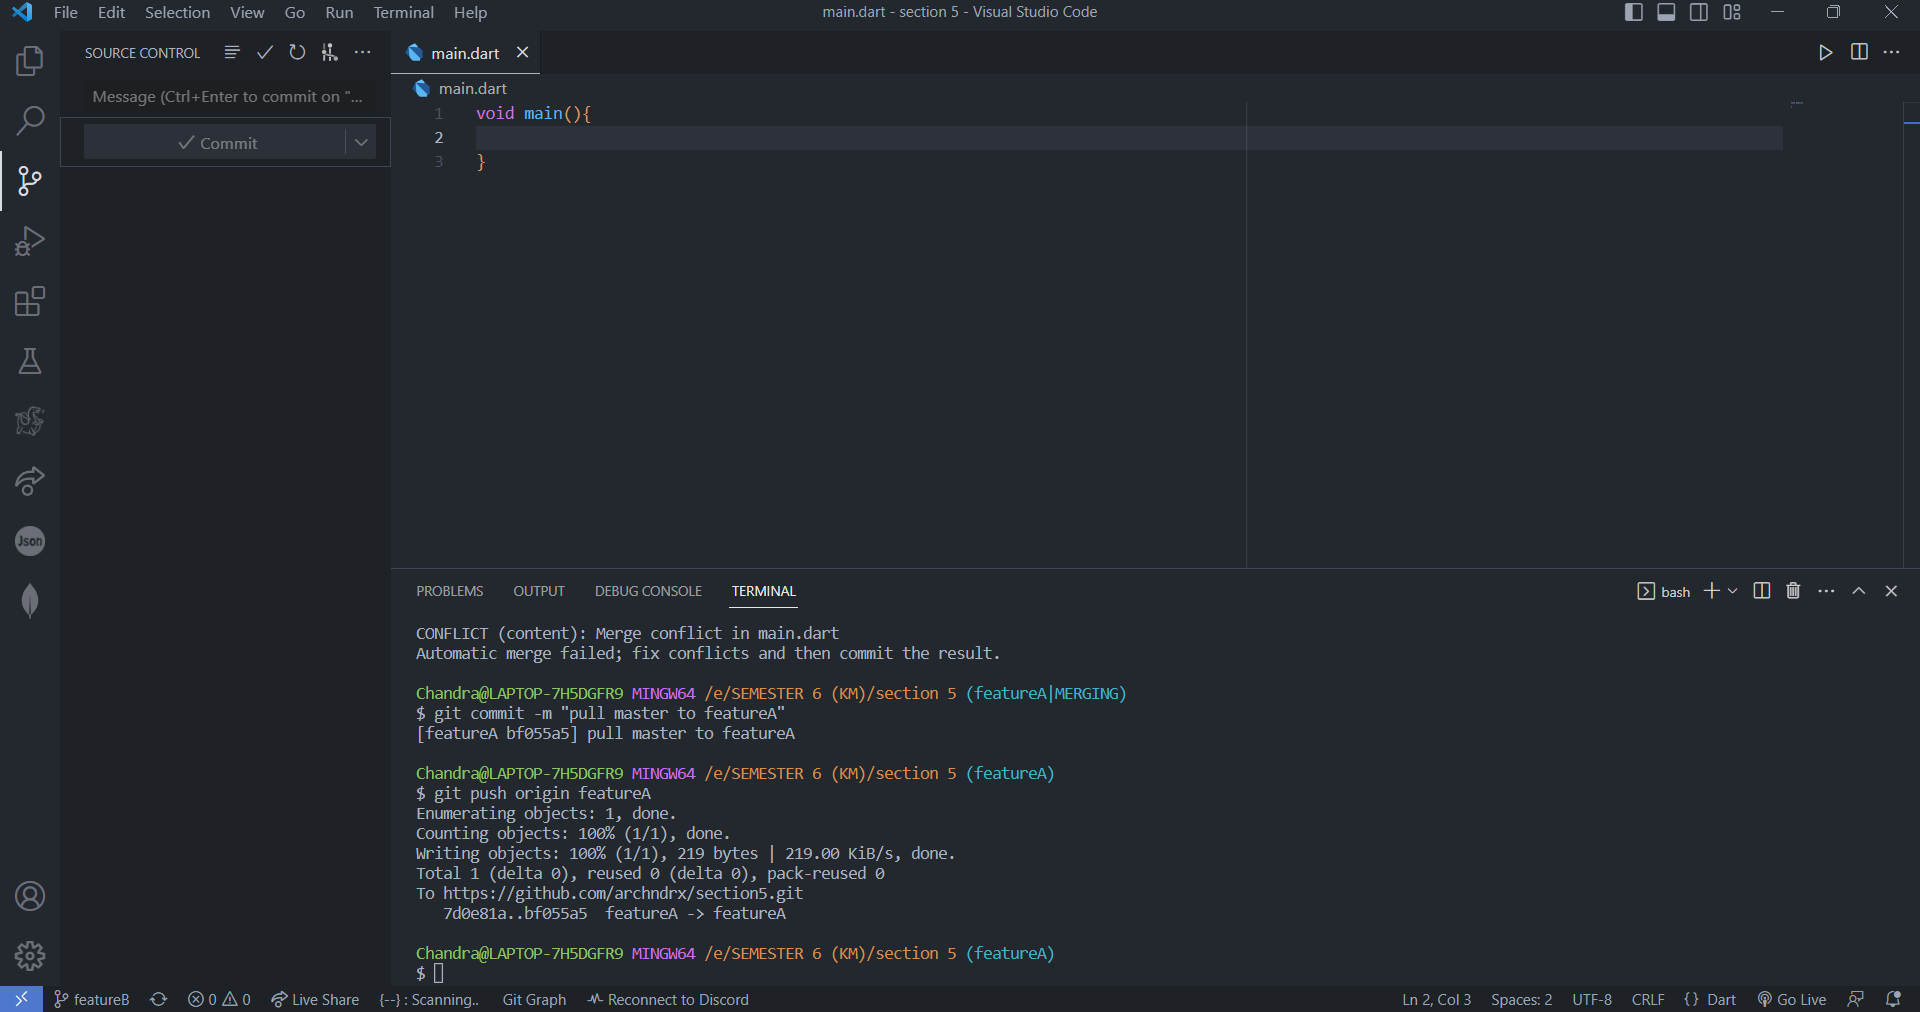 File Edit Selection View Go Run Terminal Help
main.dart - section 5 - Visual Studio Code
SOURCE CONTROL
Message (Ctrl+Enter to commit on "...
Commit
main.dart
main.dart
1 void main(){
2
3 }
Json
PROBLEMS OUTPUT DEBUG CONSOLE TERMINAL
bash
CONFLICT (content): Merge conflict in main.dart
Automatic merge failed; fix conflicts and then commit the result.
Chandra@LAPTOP-7H5DGFR9 MINGW64 /e/SEMESTER 6 (KM)/section 5 (featureA|MERGING)
$ git commit -m "pull master to featureA"
[featureA bf055a5] pull master to featureA
Chandra@LAPTOP-7H5DGFR9 MINGW64 /e/SEMESTER 6 (KM)/section 5 (featureA)
$ git push origin featureA
Enumerating objects: 1, done.
Counting objects: 100% (1/1), done.
Writing objects: 100% (1/1), 219 bytes | 219.00 KiB/s, done.
Total 1 (delta 0), reused 0 (delta 0), pack-reused 0
To https://github.com/archndrx/section5.git
7d0e81a..bf055a5 featureA -> featureA
Chandra@LAPTOP-7H5DGFR9 MINGW64 /e/SEMESTER 6 (KM)/section 5 (featureA)
$
featureB 0 0 Live Share {--} : Scanning.. Git Graph Reconnect to Discord Ln 2, Col 3 Spaces: 2 UTF-8 CRLF {} Dart Go Live